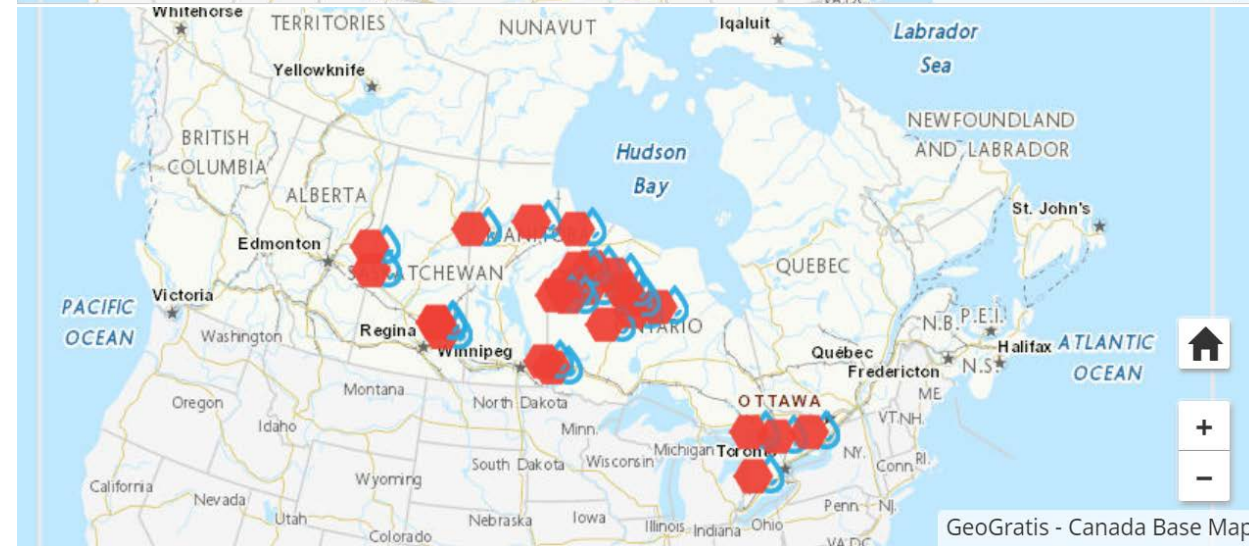 Whitehorse
TERRITORIES
NUNAVUT
Iqaluit
Labrador
Sea
Yellowknife
BRITISH
COLUMBIA
Hudson
Bay
NEWFOUNDLAND
AND LABRADOR
ALBERTA
St. John's
Edmonton
QUEBEC
PACIFIC
OCEAN
Victoria
Washington
Regina
Winnipeg
N.B.
P.E.I.
Halifax
ATLANTIC
OCEAN
Québec
Fredericton
N.S.
Montana
North Dakota
OTTAWA
ME
Oregon
Idaho
Minn.
VT.
NH.
Michigan
South Dakota
Wisconsin
NY.
Conn.
RI.
California
Wyoming
Nevada
Nebraska
Iowa
Illinois
Indiana
Ohio
Penn.
NJ.
Utah
Colorado
VA.
DC.
+
−
GeoGratis - Canada Base Map